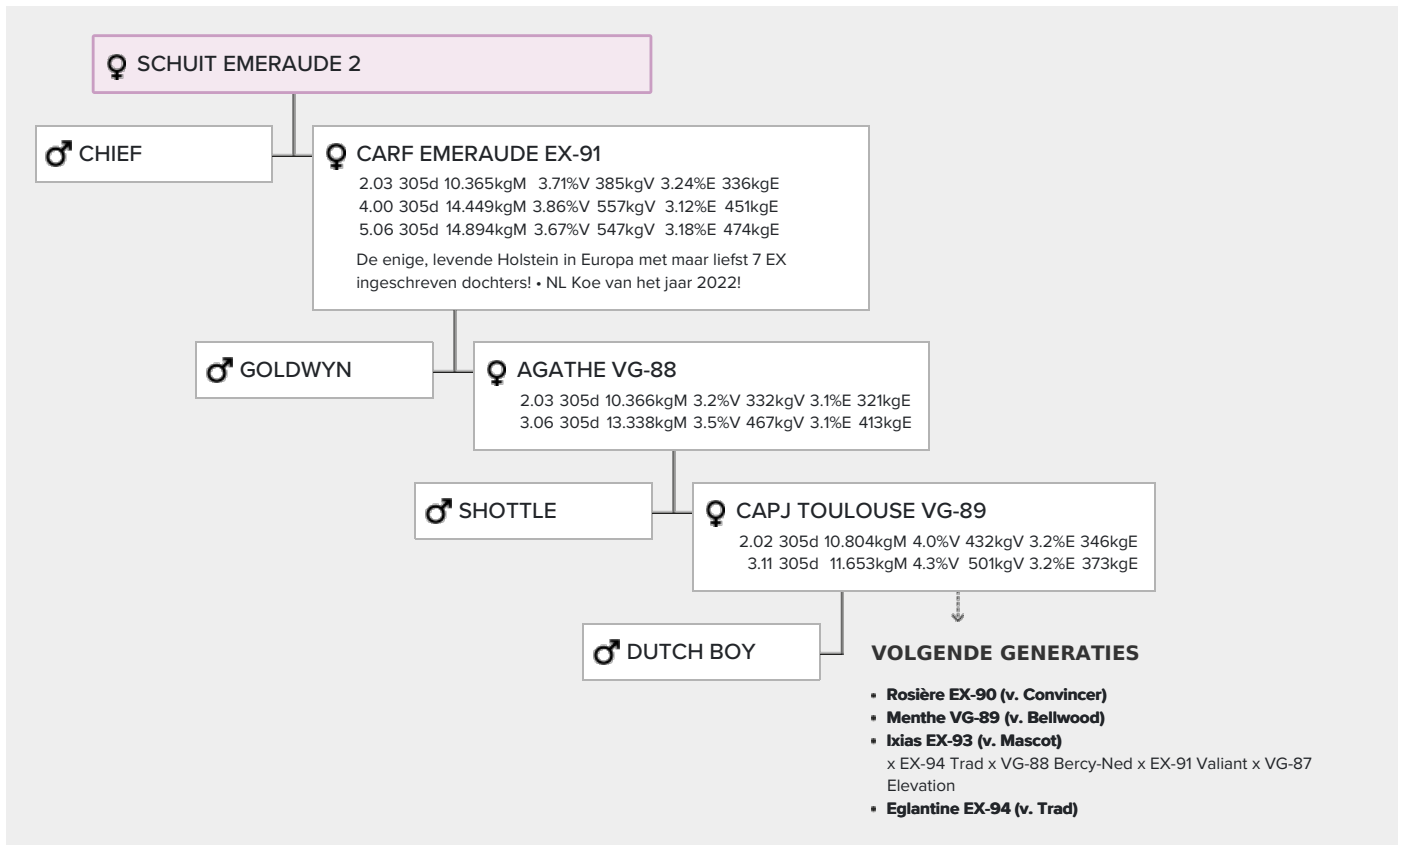 SCHUIT EMERAUDE 2
CHIEF
CARF EMERAUDE EX-91
2.03 305d 10.365kgM 3.71%V 385kgV 3.24%E 336kgE
4.00 305d 14.449kgM 3.86%V 557kgV 3.12%E 451kgE
5.06 305d 14.894kgM 3.67%V 547kgV 3.18%E 474kgE
De enige, levende Holstein in Europa met maar liefst 7 EX
ingeschreven dochters! • NL Koe van het jaar 2022!
GOLDWYN
AGATHE VG-88
2.03 305d 10.366kgM 3.2%V 332kgV 3.1%E 321kgE
3.06 305d 13.338kgM 3.5%V 467kgV 3.1%E 413kgE
SHOTTLE
CAPJ TOULOUSE VG-89
2.02 305d 10.804kgM 4.0%V 432kgV 3.2%E 346kgE
3.11 305d 11.653kgM 4.3%V 501kgV 3.2%E 373kgE
DUTCH BOY
VOLGENDE GENERATIES
• Rosière EX-90 (v. Convincer)
• Menthe VG-89 (v. Bellwood)
• Ixias EX-93 (v. Mascot)
x EX-94 Trad x VG-88 Bercy-Ned x EX-91 Valiant x VG-87
Elevation
• Eglantine EX-94 (v. Trad)